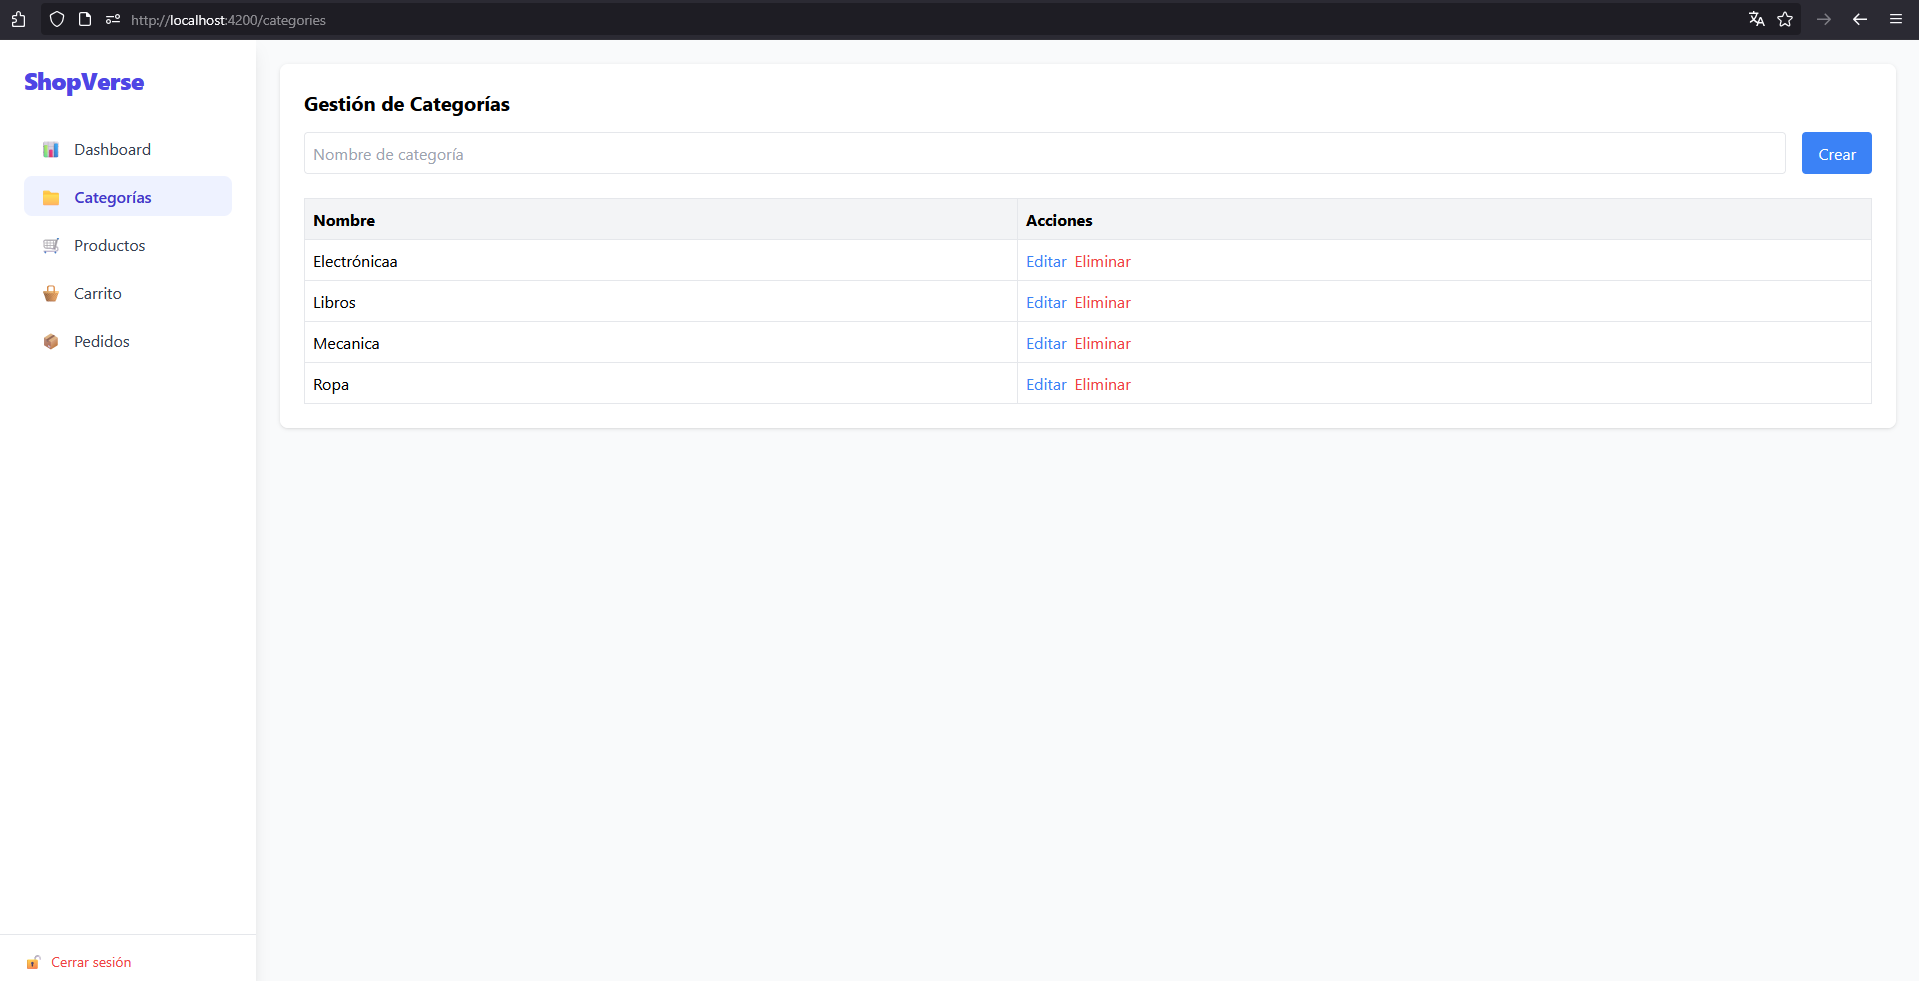 http://localhost:4200/categories
ShopVerse
Dashboard
Categorías
Productos
Carrito
Pedidos
Cerrar sesión
Gestión de Categorías
Nombre de categoría
Crear
Nombre Acciones
Electrónicaa Editar Eliminar
Libros Editar Eliminar
Mecanica Editar Eliminar
Ropa Editar Eliminar